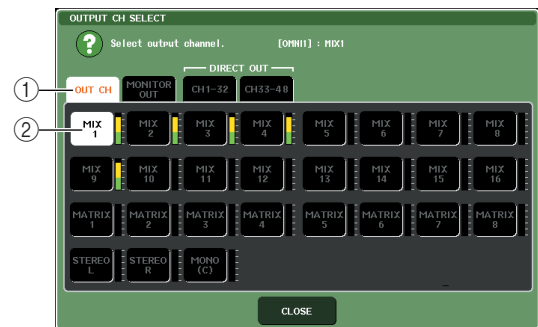 OUTPUT CH SELECT
?
Select output channel. [OMNI1] : MIX1
DIRECT OUT
1
OUT CH
MONITOR OUT
CH1-32
CH33-48
2
MIX 1
MIX 2
MIX 3
MIX 4
MIX 5
MIX 6
MIX 7
MIX 8
MIX 9
MIX 10
MIX 11
MIX 12
MIX 13
MIX 14
MIX 15
MIX 16
MATRIX 1
MATRIX 2
MATRIX 3
MATRIX 4
MATRIX 5
MATRIX 6
MATRIX 7
MATRIX 8
STEREO L
STEREO R
MONO (C)
CLOSE